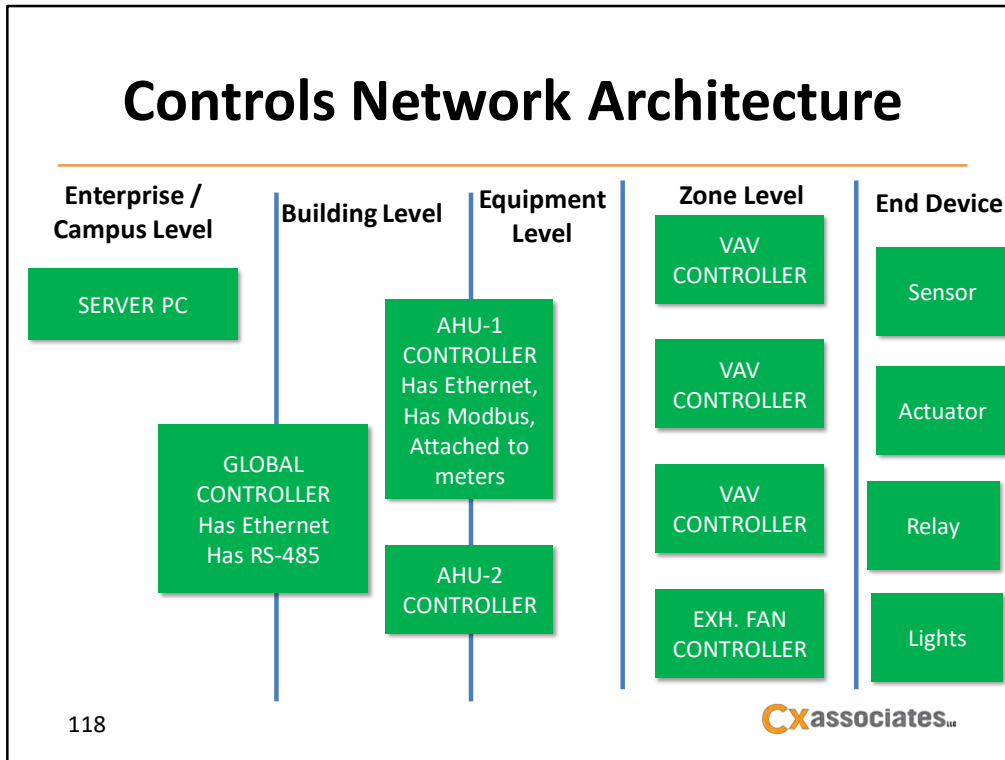 Controls Network Architecture
Enterprise /
Campus Level
SERVER PC
GLOBAL
CONTROLLER
Has Ethernet
Has RS-485
Building Level
Equipment
Level
AHU-1
CONTROLLER
Has Ethernet,
Has Modbus,
Attached to
meters
AHU-2
CONTROLLER
Zone Level
VAV
CONTROLLER
VAV
CONTROLLER
VAV
CONTROLLER
EXH. FAN
CONTROLLER
End Device
Sensor
Actuator
Relay
Lights
118
CXassociates LLC